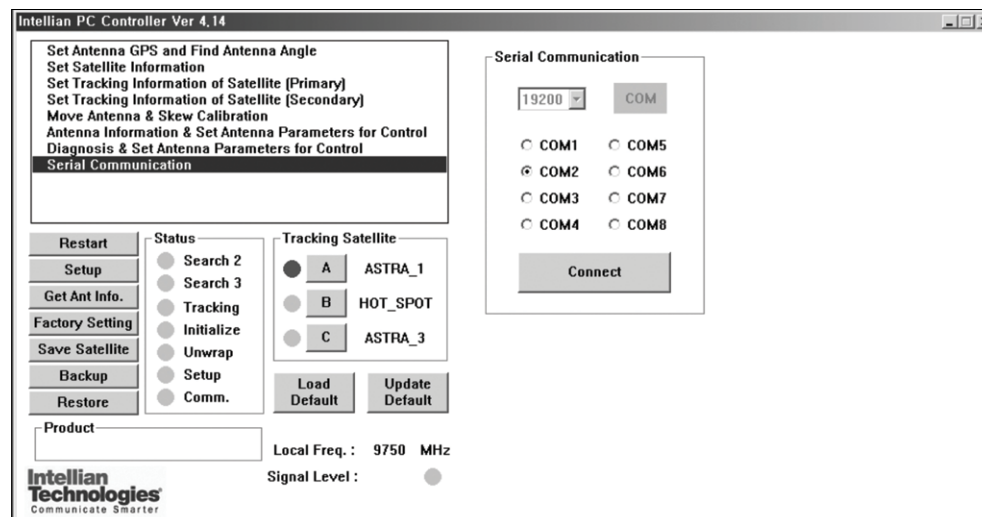 Intellian PC Controller Ver 4,14
Set Antenna GPS and Find Antenna Angle
Set Satellite Information
Set Tracking Information of Satellite (Primary)
Set Tracking Information of Satellite (Secondary)
Move Antenna & Skew Calibration
Antenna Information & Set Antenna Parameters for Control
Diagnosis & Set Antenna Parameters for Control
Serial Communication
Restart
Setup
Get Ant Info.
Factory Setting
Save Satellite
Backup
Restore
Status
Search 2
Search 3
Tracking
Initialize
Unwrap
Setup
Comm.
Tracking Satellite
A ASTRA_1
B HOT_SPOT
C ASTRA_3
Load Default
Update Default
Product
Local Freq. : 9750 MHz
Signal Level :
Intellian
Technologies
Communicate Smarter
Serial Communication
19200 COM
COM1 COM5
COM2 COM6
COM3 COM7
COM4 COM8
Connect